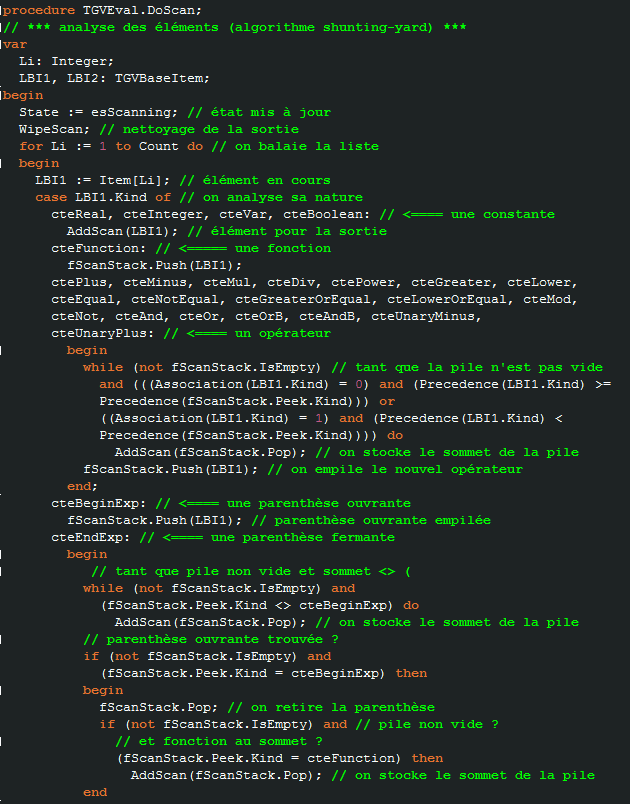 procedure TGVEval.DoScan;
// *** analyse des éléments (algorithme shunting-yard) ***
var
  Li: Integer;
  LBI1, LBI2: TGVBaseItem;
begin
  State := esScanning; // état mis à jour
  WipeScan; // nettoyage de la sortie
  for Li := 1 to Count do // on balaie la liste
  begin
    LBI1 := Item[Li]; // élément en cours
    case LBI1.Kind of // on analyse sa nature
      cteReal, cteInteger, cteVar, cteBoolean: // <==== une constante
        AddScan(LBI1); // élément pour la sortie
      cteFunction: // <===== une fonction
        fScanStack.Push(LBI1);
      ctePlus, cteMinus, cteMul, cteDiv, ctePower, cteGreater, cteLower,
      cteEqual, cteNotEqual, cteGreaterOrEqual, cteLowerOrEqual, cteMod,
      cteNot, cteAnd, cteOr, cteOrB, cteAndB, cteUnaryMinus,
      cteUnaryPlus: // <==== un opérateur
        begin
          while (not fScanStack.IsEmpty) // tant que la pile n'est pas vide
            and (((Association(LBI1.Kind) = 0) and (Precedence(LBI1.Kind) >=
            Precedence(fScanStack.Peek.Kind))) or
            ((Association(LBI1.Kind) = 1) and (Precedence(LBI1.Kind) <
            Precedence(fScanStack.Peek.Kind)))) do
              AddScan(fScanStack.Pop); // on stocke le sommet de la pile
          fScanStack.Push(LBI1); // on empile le nouvel opérateur
        end;
      cteBeginExp: // <==== une parenthèse ouvrante
        fScanStack.Push(LBI1); // parenthèse ouvrante empilée
      cteEndExp: // <==== une parenthèse fermante
        begin
           // tant que pile non vide et sommet <> (
          while (not fScanStack.IsEmpty) and
            (fScanStack.Peek.Kind <> cteBeginExp) do
              AddScan(fScanStack.Pop); // on stocke le sommet de la pile
          // parenthèse ouvrante trouvée ?
          if (not fScanStack.IsEmpty) and
            (fScanStack.Peek.Kind = cteBeginExp) then
          begin
            fScanStack.Pop; // on retire la parenthèse
            if (not fScanStack.IsEmpty) and // pile non vide ?
              // et fonction au sommet ?
              (fScanStack.Peek.Kind = cteFunction) then
                AddScan(fScanStack.Pop); // on stocke le sommet de la pile
          end